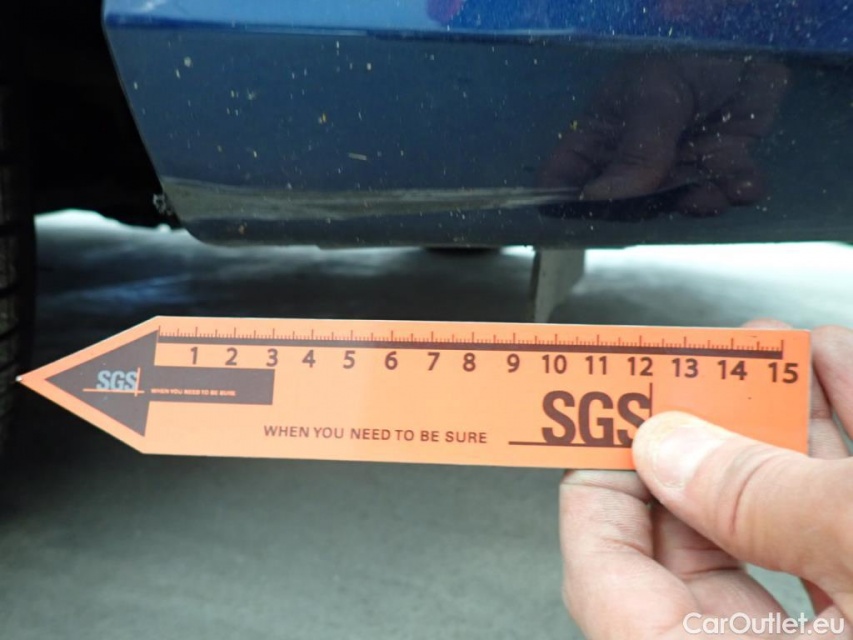 1 2 3 4 5 6 7 8 9 10 11 12 13 14 15
SGS
WHEN YOU NEED TO BE SURE
SGS
WHEN YOU NEED TO BE SURE
CarOutlet.eu